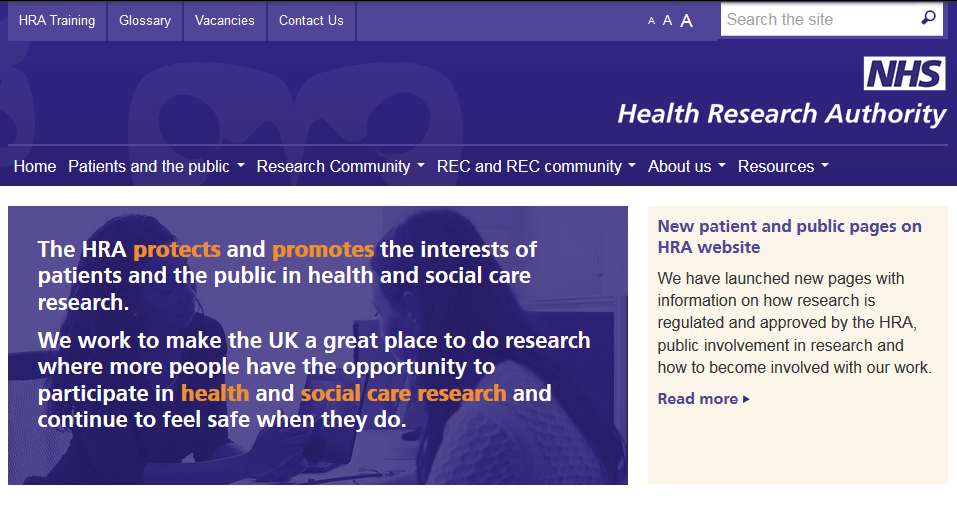 HRA Training Glossary Vacancies Contact Us A A A Search the site
NHS
Health Research Authority
Home Patients and the public Research Community REC and REC community About us Resources
The HRA protects and promotes the interests of
patients and the public in health and social care
research.
We work to make the UK a great place to do research
where more people have the opportunity to
participate in health and social care research and
continue to feel safe when they do.
New patient and public pages on
HRA website
We have launched new pages with
information on how research is
regulated and approved by the HRA,
public involvement in research and
how to become involved with our work.
Read more